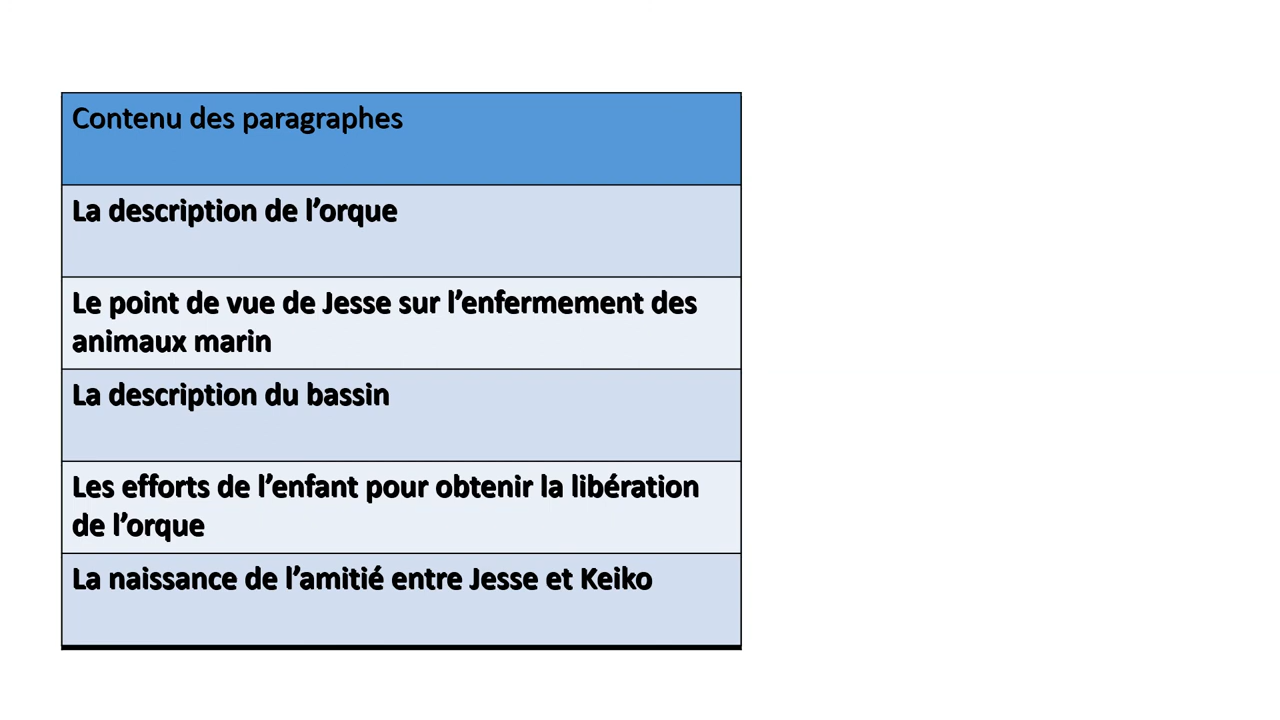 Contenu des paragraphes
La description de l’orque
Le point de vue de Jesse sur l’enfermement des
animaux marin
La description du bassin
Les efforts de l’enfant pour obtenir la libération
de l’orque
La naissance de l’amitié entre Jesse et Keiko